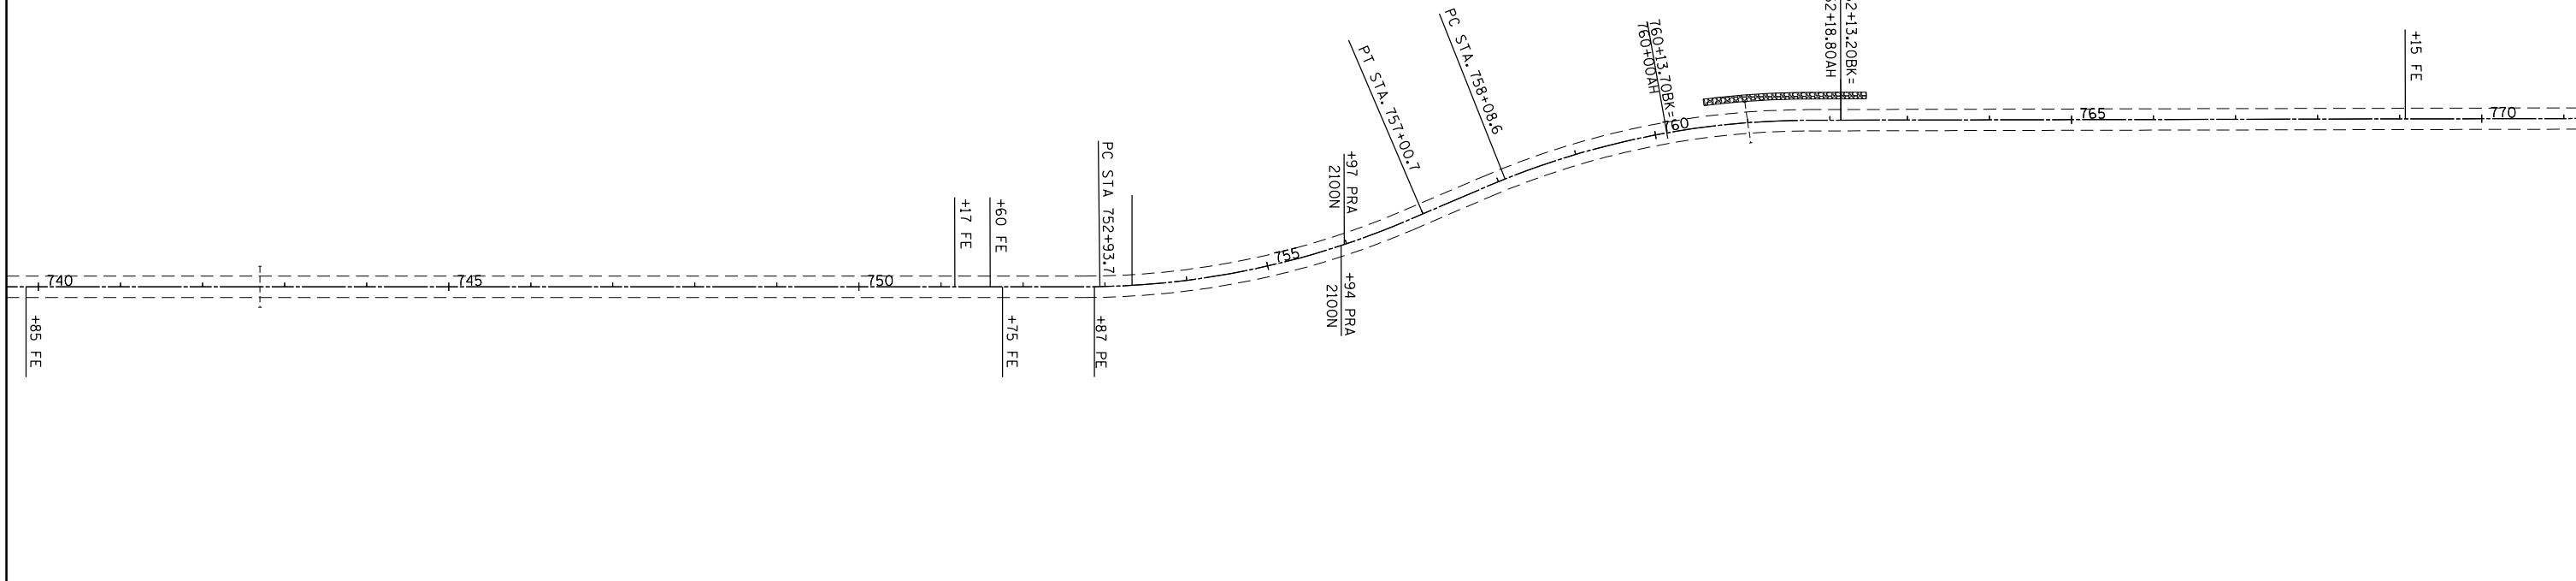 740
+85 FE
745
750
+17 FE
+60 FE
+75 FE
PC STA 752+93.7
+87 PE
755
+97 PRA
2100N
+94 PRA
2100N
PT STA. 757+00.7
PC STA. 758+08.6
760+13.70BK=
760+00AH
760
2+13.20BK=
52+18.80AH
765
+15 FE
770